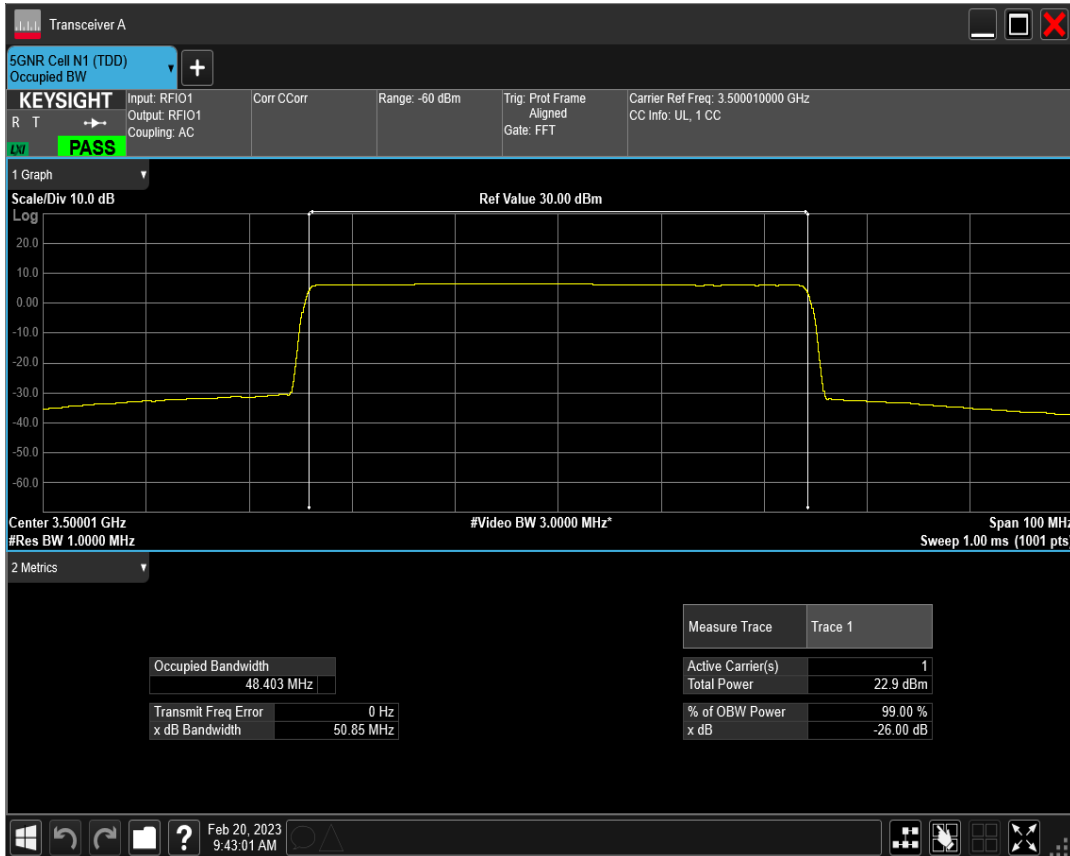 Transceiver A
5GNR Cell N1 (TDD)
Occupied BW
+
KEYSIGHT
R T
LXI
PASS
Input: RFIO1
Output: RFIO1
Coupling: AC
Corr CCorr
Range: -60 dBm
Trig: Prot Frame
Aligned
Gate: FFT
Carrier Ref Freq: 3.500010000 GHz
CC Info: UL, 1 CC
1 Graph
Scale/Div 10.0 dB
Ref Value 30.00 dBm
Log
20.0
10.0
0.00
-10.0
-20.0
-30.0
-40.0
-50.0
-60.0
Center 3.50001 GHz
#Video BW 3.0000 MHz*
Span 100 MHz
#Res BW 1.0000 MHz
Sweep 1.00 ms (1001 pts)
2 Metrics
Measure Trace
Trace 1
Occupied Bandwidth
48.403 MHz
Transmit Freq Error
0 Hz
x dB Bandwidth
50.85 MHz
Active Carrier(s)
1
Total Power
22.9 dBm
% of OBW Power
99.00 %
x dB
-26.00 dB
?
Feb 20, 2023
9:43:01 AM